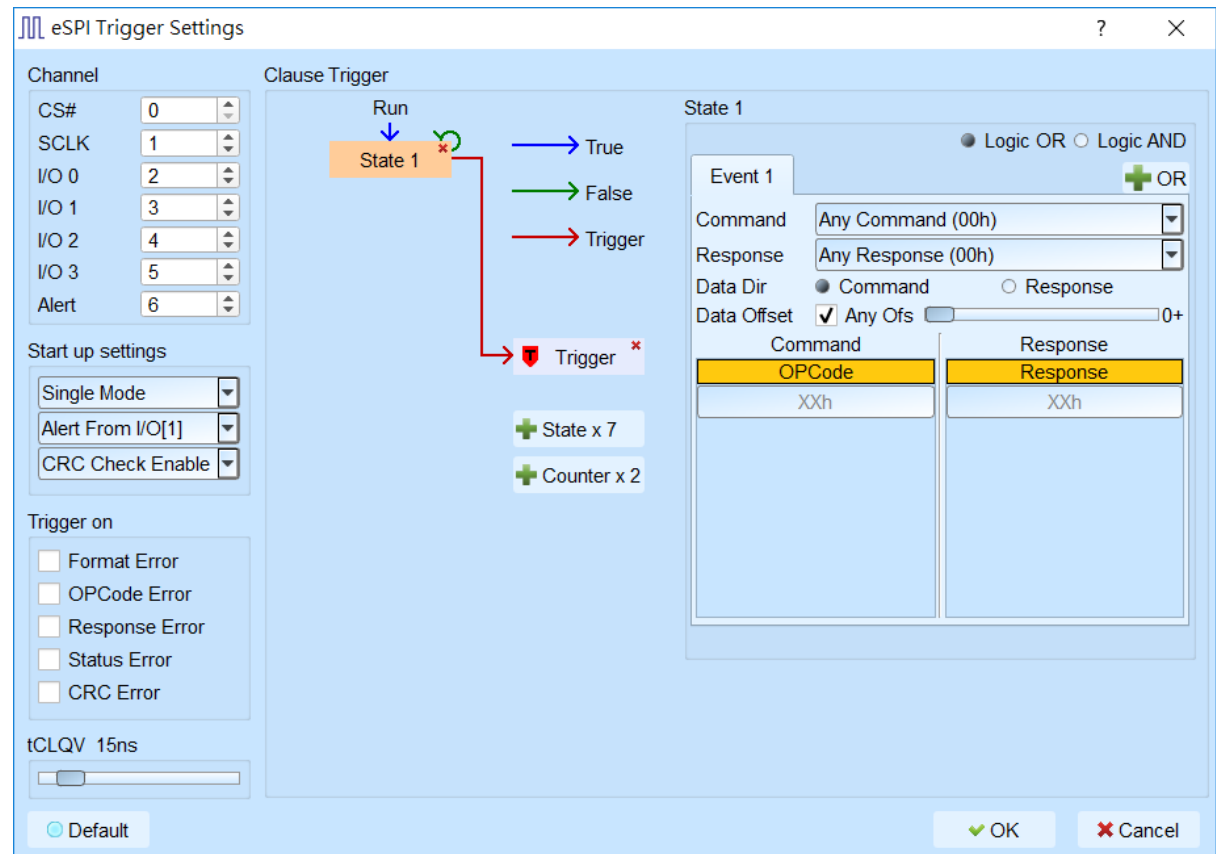 eSPI Trigger Settings ?
Channel
CS# 0
SCLK 1
I/O 0 2
I/O 1 3
I/O 2 4
I/O 3 5
Alert 6
Start up settings
Single Mode
Alert From I/O[1]
CRC Check Enable
Trigger on
Format Error
OPCode Error
Response Error
Status Error
CRC Error
tCLQV 15ns
Default
Clause Trigger
Run
State 1
True
False
Trigger
T Trigger
State x 7
Counter x 2
State 1
Logic OR Logic AND
Event 1 OR
Command Any Command (00h)
Response Any Response (00h)
Data Dir Command Response
Data Offset Any Ofs 0+
Command Response
OPCode Response
XXh XXh
OK Cancel